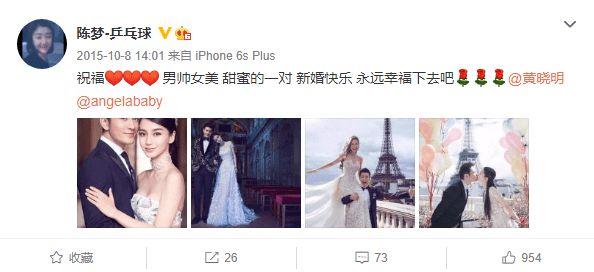 陈梦-乒乓球
2015-10-8 14:01 来自 iPhone 6s Plus
祝福❤❤❤ 男帅女美 甜蜜的一对 新婚快乐 永远幸福下去吧🌹🌹🌹@黄晓明
@angelababy
收藏 26 73 954